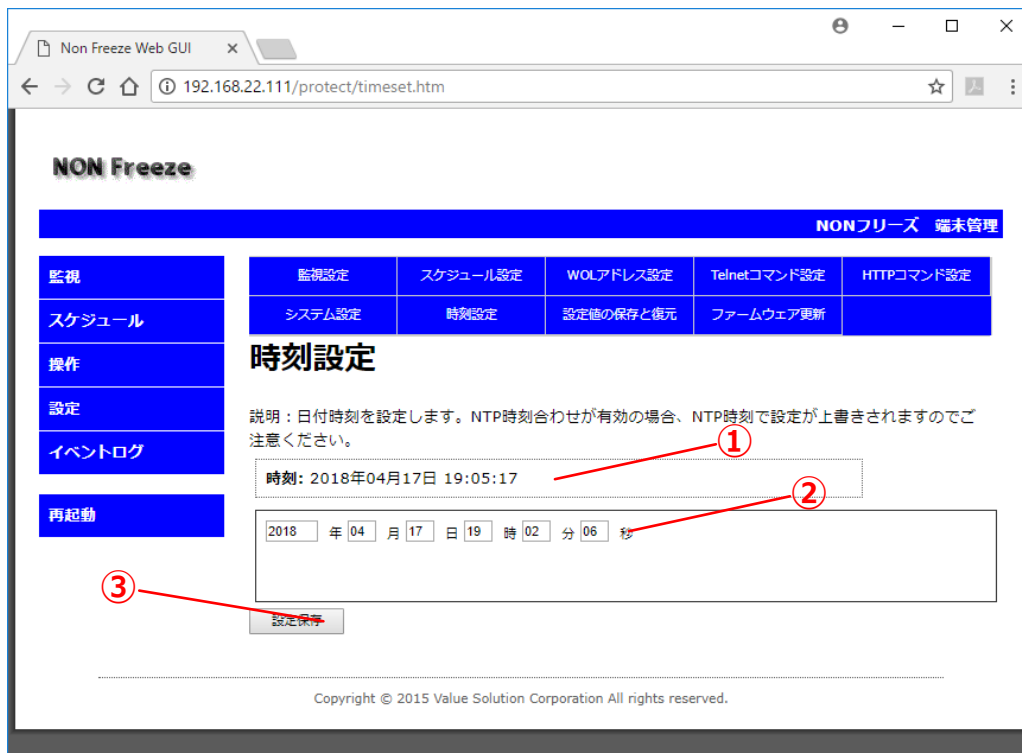 Non Freeze Web GUI
192.168.22.111/protect/timeset.htm
NON Freeze
NONフリーズ 端末管理
監視
スケジュール
操作
設定
イベントログ
再起動
監視設定 スケジュール設定 WOLアドレス設定 Telnetコマンド設定 HTTPコマンド設定
システム設定 時刻設定 設定値の保存と復元 ファームウェア更新
時刻設定
説明：日付時刻を設定します。NTP時刻合わせが有効の場合、NTP時刻で設定が上書きされますのでご
注意ください。
①
時刻: 2018年04月17日 19:05:17
②
2018 年 04 月 17 日 19 時 02 分 06 秒
③
設定保存
Copyright © 2015 Value Solution Corporation All rights reserved.